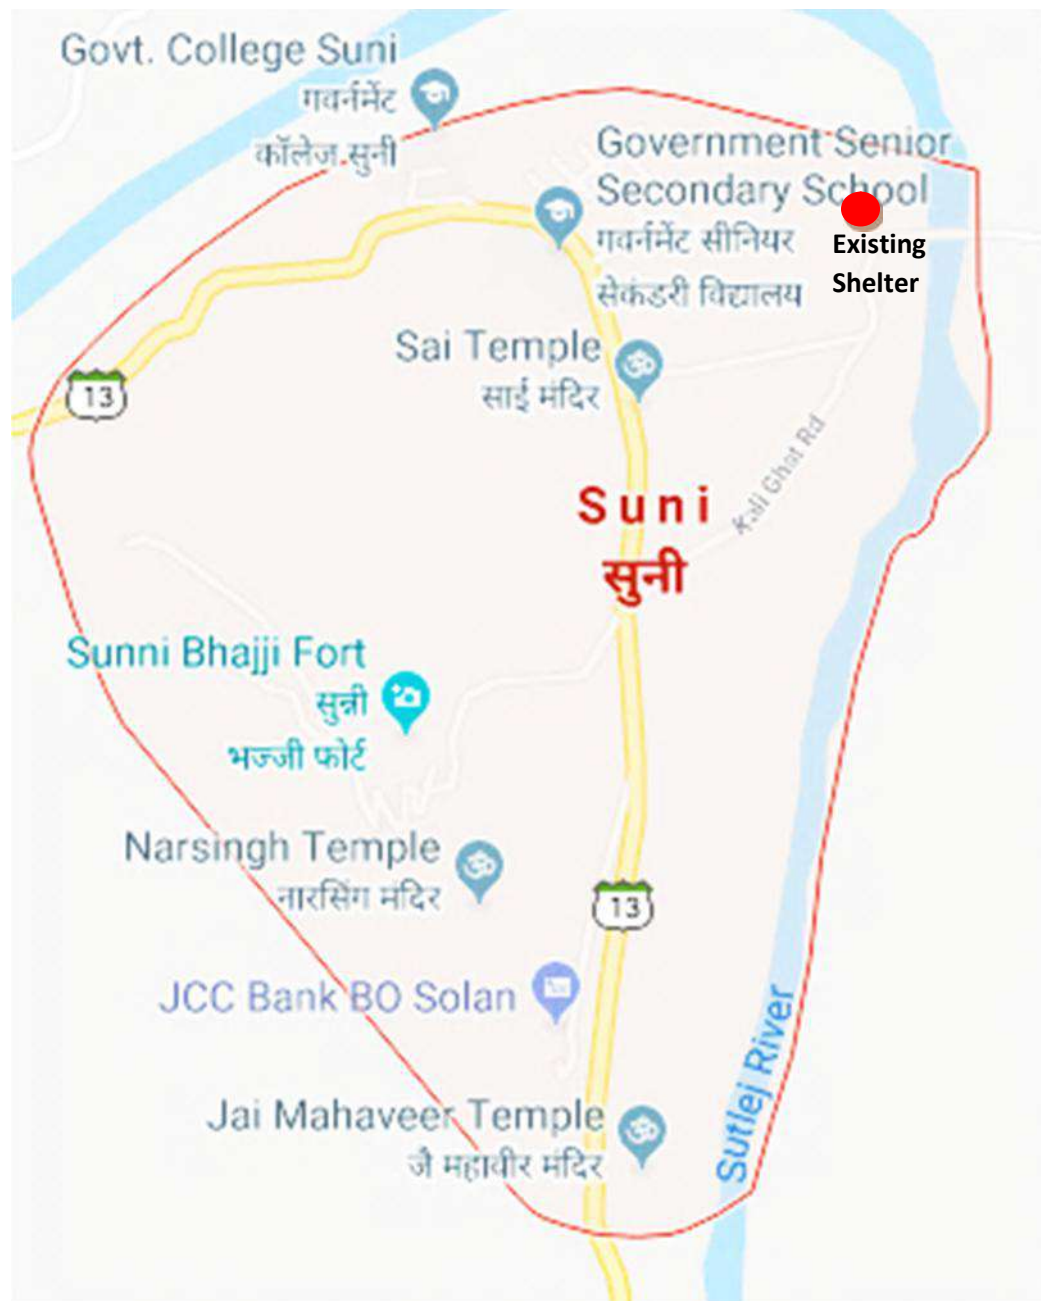 Govt. College Suni
गवर्नमेंट
कॉलेज सुनी
Government Senior
Secondary School
गवर्नमेंट सीनियर
सेकंडरी विद्यालय
Existing
Shelter
Sai Temple
साई मंदिर
13
Kali Ghat Rd
Suni
सुनी
Sunni Bhajji Fort
सुन्नी
भज्जी फोर्ट
Narsingh Temple
नारसिंग मंदिर
13
JCC Bank BO Solan
Sutlej River
Jai Mahaveer Temple
जै महावीर मंदिर